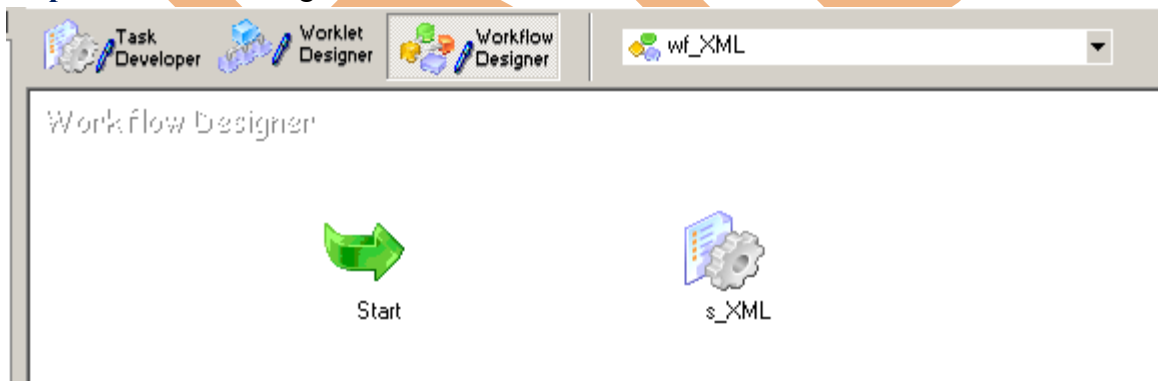 Task
Developer
Worklet
Designer
Workflow
Designer
wf_XML
Workflow Designer
Start
s_XML